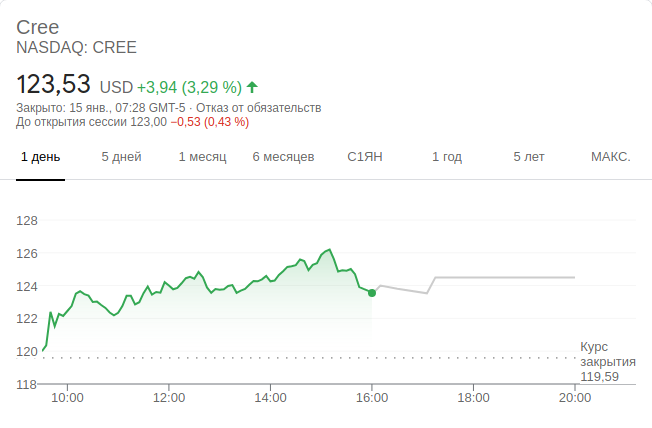 Cree
NASDAQ: CREE
123,53 USD +3,94 (3,29 %)
Закрыто: 15 янв., 07:28 GMT-5 · Отказ от обязательств
До открытия сессии 123,00 −0,53 (0,43 %)
1 день 5 дней 1 месяц 6 месяцев С1ЯН 1 год 5 лет МАКС.
128
126
124
122
120
118
Курс
закрытия
119,59
10:00 12:00 14:00 16:00 18:00 20:00